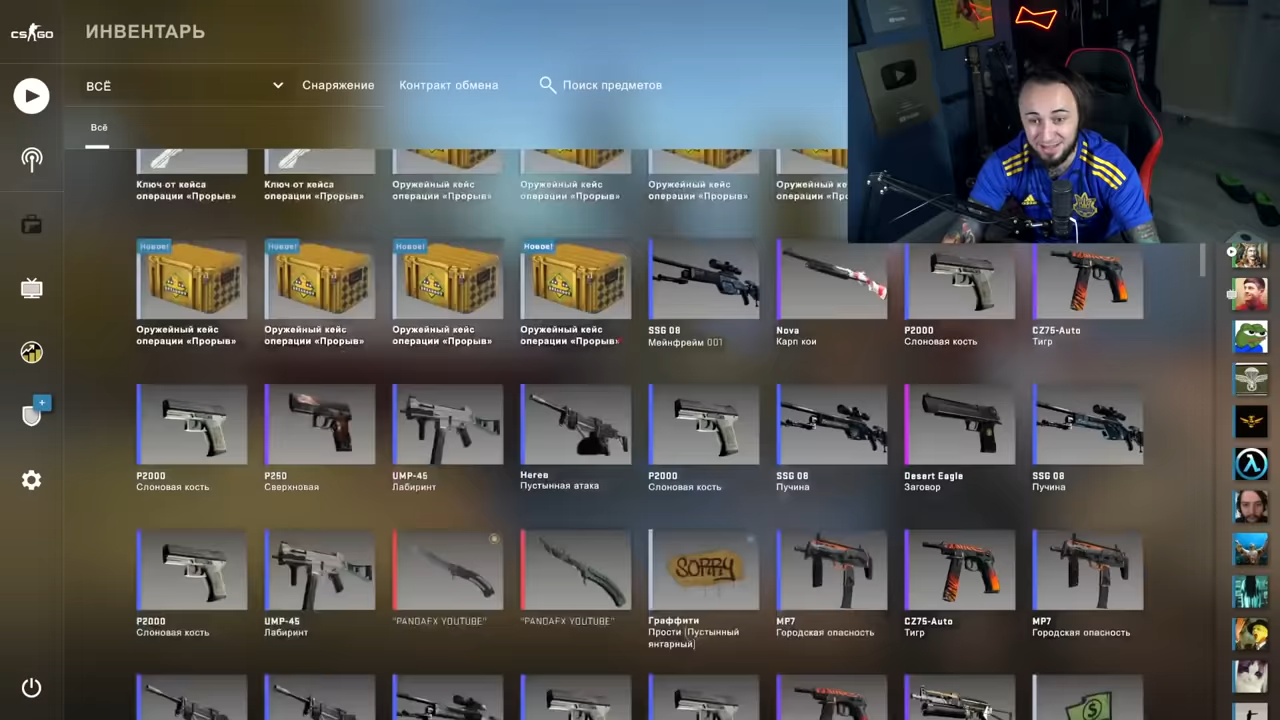 CS GO
ИНВЕНТАРЬ
ВСЁ
Снаряжение
Контракт обмена
Поиск предметов
Всё
Ключ от кейса
операции «Прорыв»
Ключ от кейса
операции «Прорыв»
Оружейный кейс
операции «Прорыв»
Оружейный кейс
операции «Прорыв»
Оружейный кейс
операции «Прорыв»
Оружейный
операции «Прорыв»
Новое!
Новое!
Новое!
Новое!
Оружейный кейс
операции «Прорыв»
Оружейный кейс
операции «Прорыв»
Оружейный кейс
операции «Прорыв»
Оружейный кейс
операции «Прорыв»
SSG 08
Мейнфрейм 001
Nova
Карп кои
P2000
Слоновая кость
CZ75-Auto
Тигр
P2000
Слоновая кость
P250
Сверхновая
UMP-45
Лабиринт
Негев
Пустынная атака
P2000
Слоновая кость
SSG 08
Пучина
Desert Eagle
Заговор
SSG 08
Пучина
SORRY
P2000
Слоновая кость
UMP-45
Лабиринт
"PANDAFX YOUTUBE"
"PANDAFX YOUTUBE"
Граффити
Прости (Пустынный
янтарный)
MP7
Городская опасность
CZ75-Auto
Тигр
MP7
Городская опасность